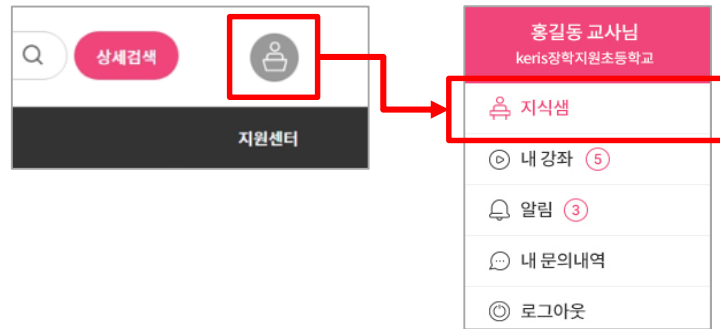 상세검색
지원센터
홍길동 교사님
keris장학지원초등학교
지식샘
내 강좌 5
알림 3
내 문의내역
로그아웃